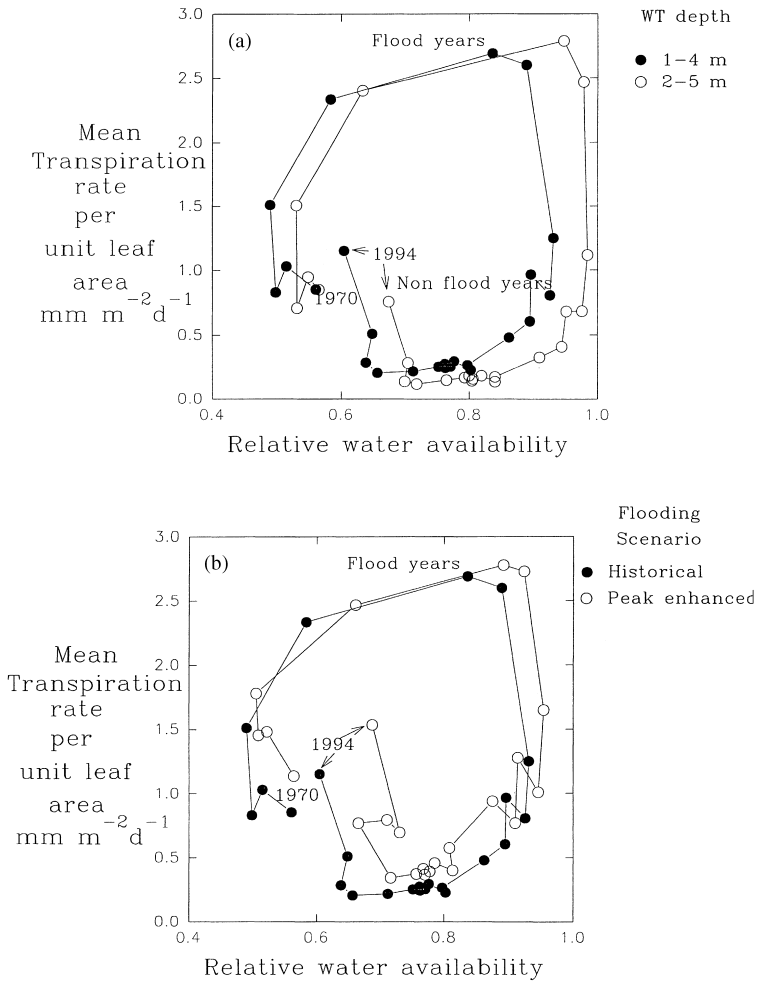 WT depth
1-4 m
2-5 m
(a)
Flood years
3.0
2.5
2.0
1.5
1.0
0.5
0.0
Mean
Transpiration
rate
per
unit leaf
area
mm m⁻²d⁻¹
1994
Non flood years
1970
0.4
0.6
0.8
1.0
Relative water availability
Flooding
Scenario
Historical
Peak enhanced
(b)
Flood years
3.0
2.5
2.0
1.5
1.0
0.5
0.0
Mean
Transpiration
rate
per
unit leaf
area
mm m⁻²d⁻¹
1994
1970
0.4
0.6
0.8
1.0
Relative water availability